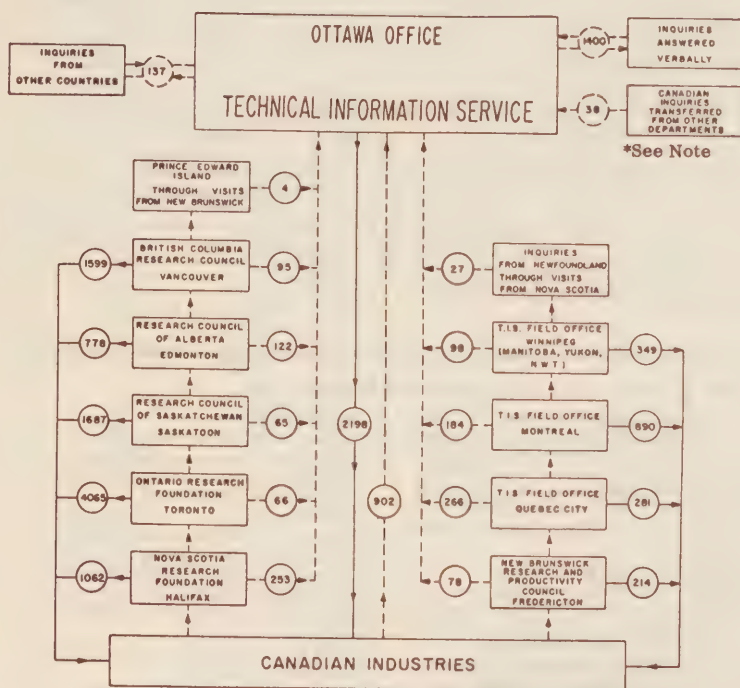 OTTAWA OFFICE
TECHNICAL INFORMATION SERVICE
INQUIRIES
FROM
OTHER COUNTRIES
137
1400
INQUIRIES
ANSWERED
VERBALLY
38
CANADIAN
INQUIRIES
TRANSFERRED
FROM OTHER
DEPARTMENTS
*See Note
PRINCE EDWARD
ISLAND
THROUGH VISITS
FROM NEW BRUNSWICK
4
1599
BRITISH COLUMBIA
RESEARCH COUNCIL
VANCOUVER
95
778
RESEARCH COUNCIL
OF ALBERTA
EDMONTON
122
1687
RESEARCH COUNCIL
OF SASKATCHEWAN
SASKATOON
65
4065
ONTARIO RESEARCH
FOUNDATION
TORONTO
66
1062
NOVA SCOTIA
RESEARCH
FOUNDATION
HALIFAX
253
2198
902
27
INQUIRIES
FROM NEWFOUNDLAND
THROUGH VISITS
FROM NOVA SCOTIA
98
T.I.S. FIELD OFFICE
WINNIPEG
(MANITOBA, YUKON,
N W T)
349
184
T.I.S. FIELD OFFICE
MONTREAL
890
266
T.I.S. FIELD OFFICE
QUEBEC CITY
281
78
NEW BRUNSWICK
RESEARCH AND
PRODUCTIVITY
COUNCIL
FREDERICTON
214
CANADIAN INDUSTRIES